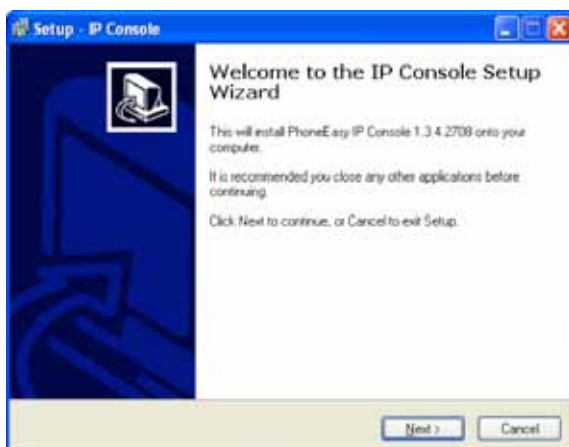 Setup - IP Console
Welcome to the IP Console Setup
Wizard
This will install PhoneEasy IP Console 1.3.4.2708 onto your
computer.
It is recommended you close any other applications before
continuing.
Click Next to continue, or Cancel to exit Setup.
Next >
Cancel